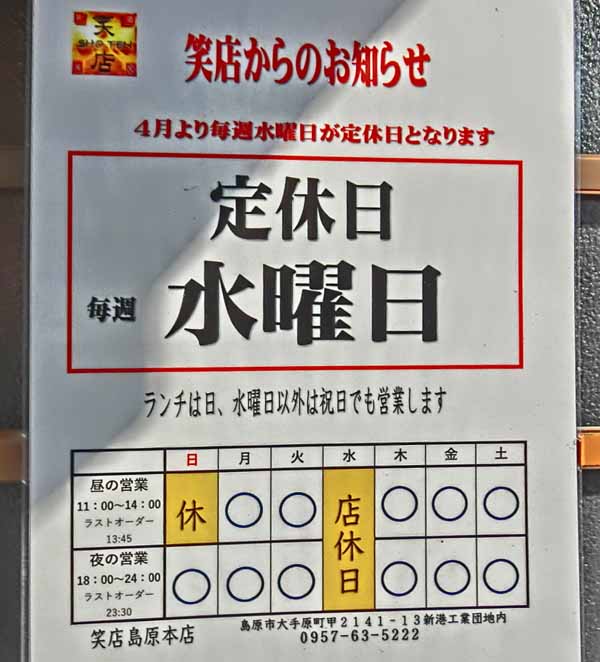 笑店
SHO TEN
笑店からのお知らせ
4月より毎週水曜日が定休日となります
定休日
毎週 水曜日
ランチは日、水曜日以外は祝日でも営業します
日 月 火 水 木 金 土
昼の営業
11：00～14：00
ラストオーダー
13:45
休 〇 〇 店休日 〇 〇 〇
夜の営業
18：00～24：00
ラストオーダー
23:30
〇 〇 〇 〇 〇 〇
笑店島原本店
島原市大手原町甲２１４１－１３新港工業団地内
0957-63-5222